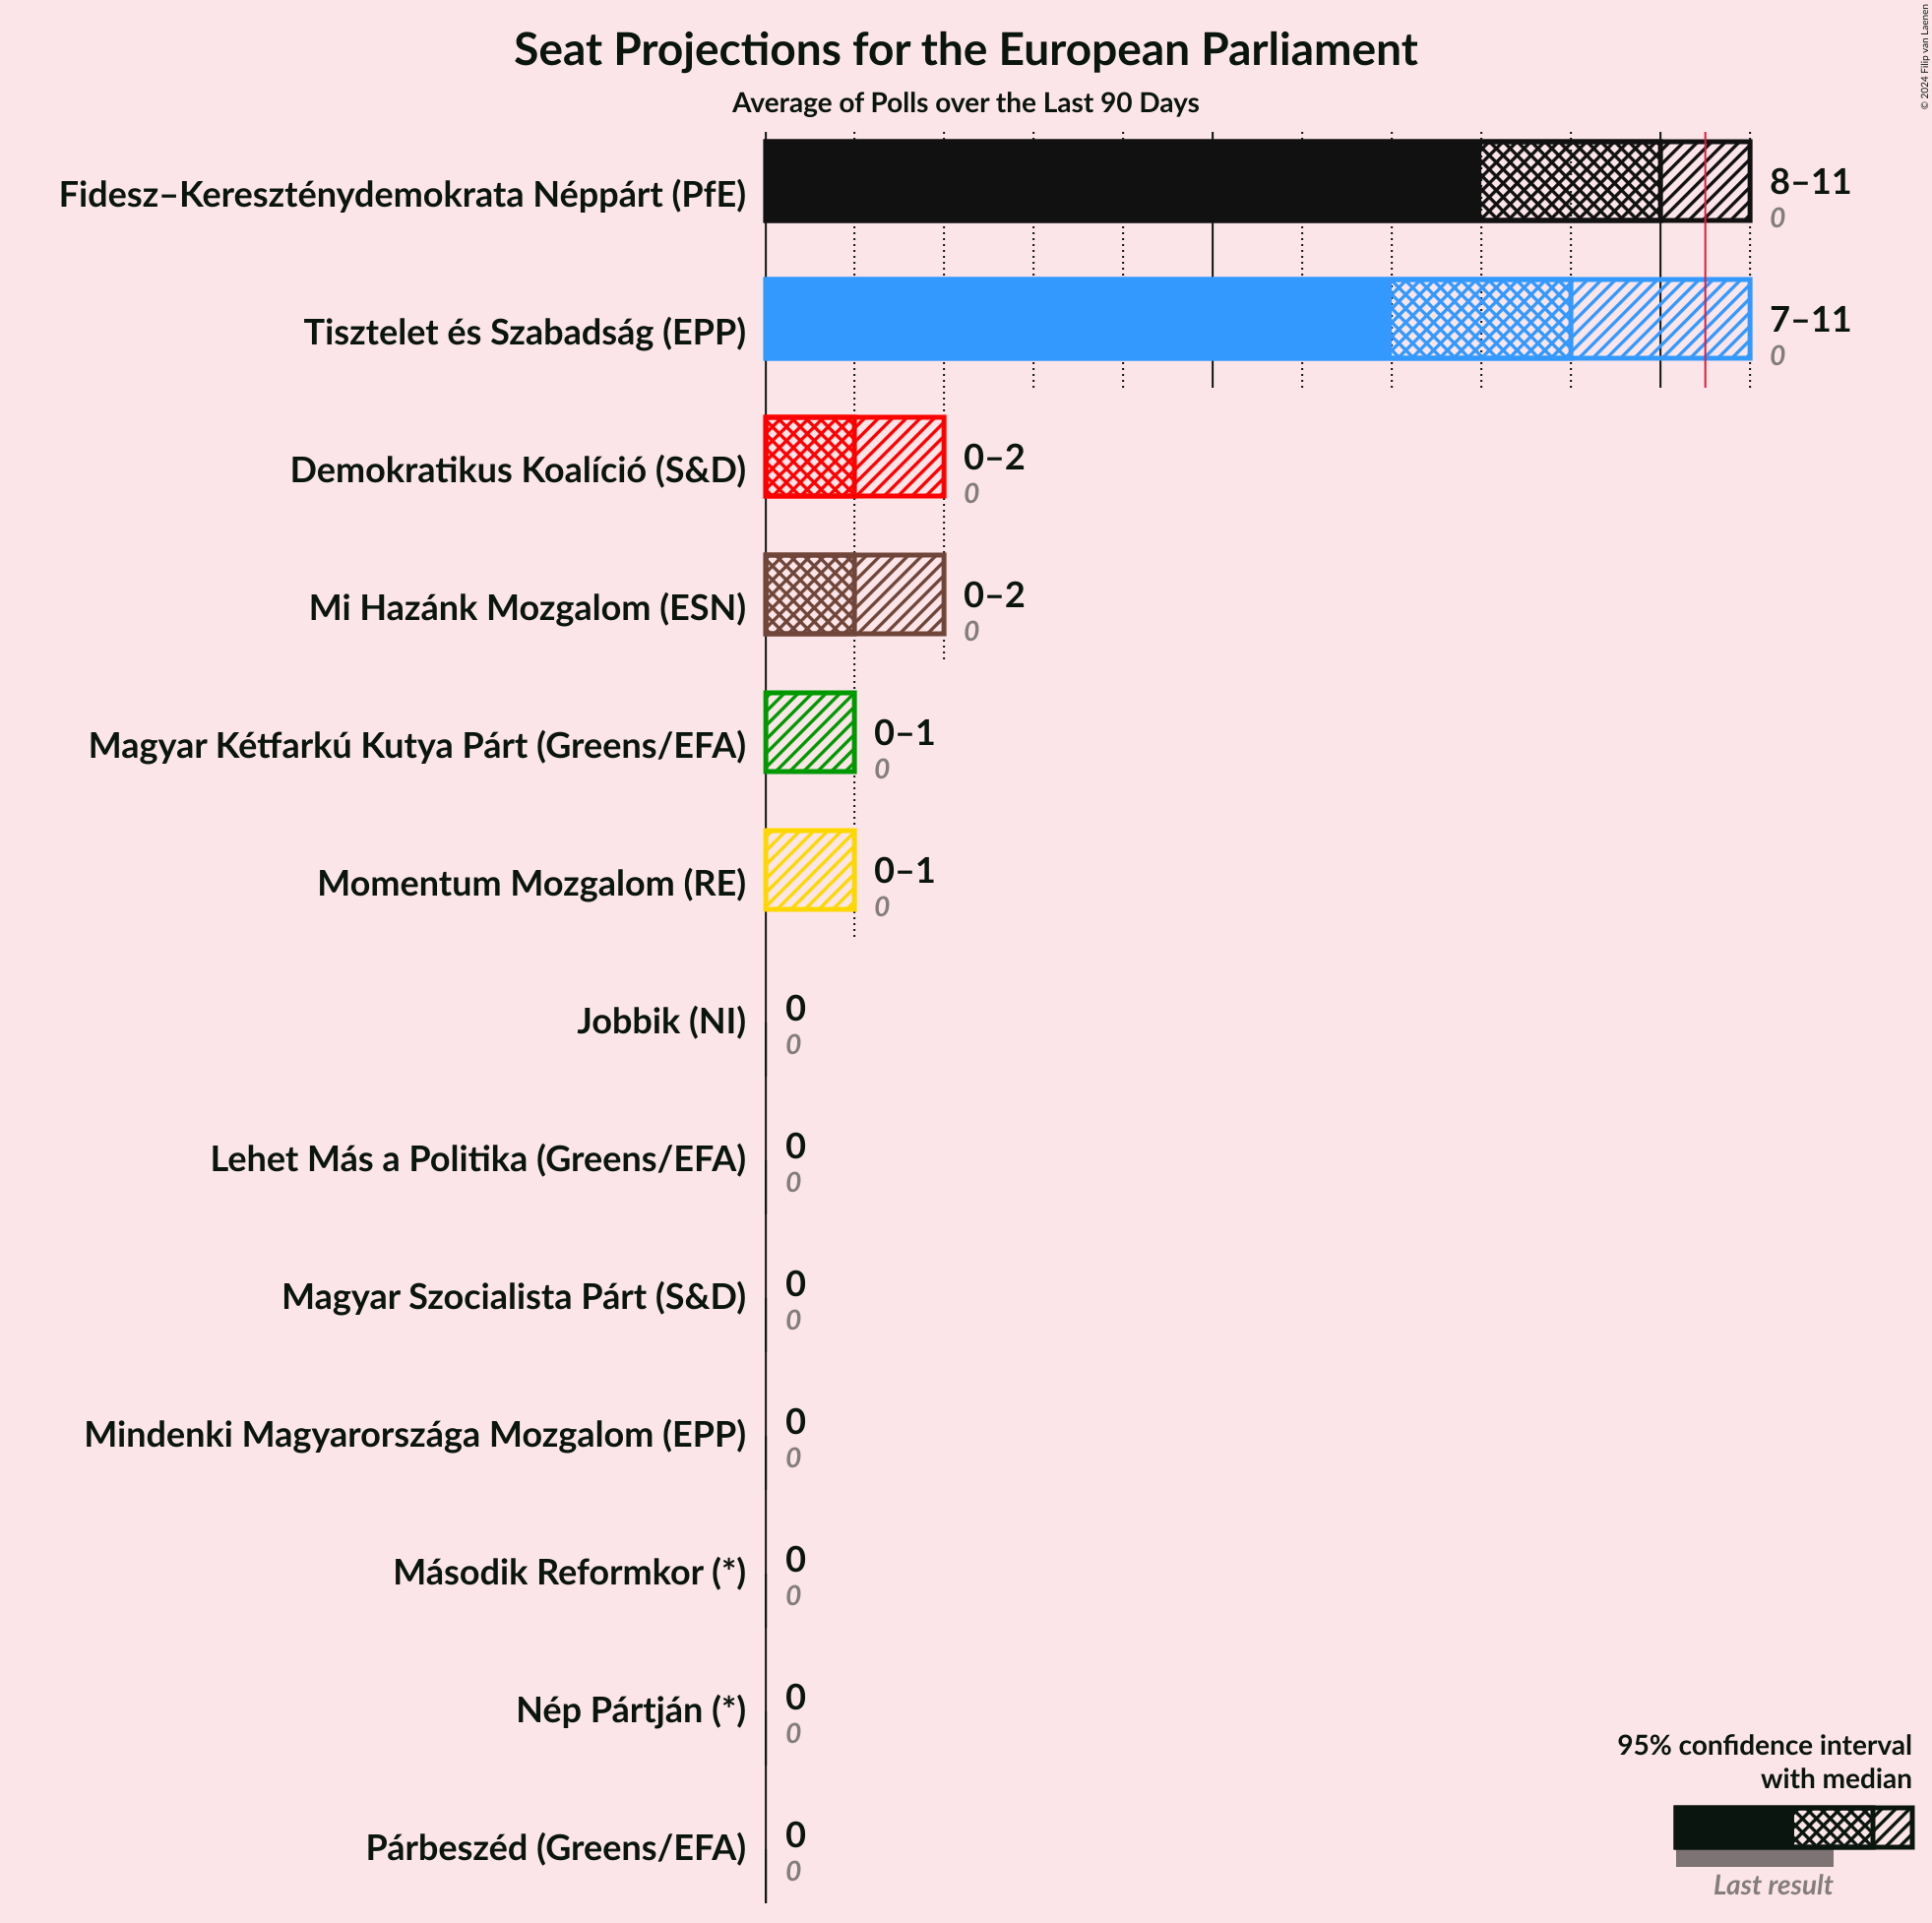 © 2024 Filip van Laenen
Seat Projections for the European Parliament
Average of Polls over the Last 90 Days
Fidesz–Kereszténydemokrata Néppárt (PfE)
8–11
0
Tisztelet és Szabadság (EPP)
7–11
0
Demokratikus Koalíció (S&D)
0–2
0
Mi Hazánk Mozgalom (ESN)
0–2
0
Magyar Kétfarkú Kutya Párt (Greens/EFA)
0–1
0
Momentum Mozgalom (RE)
0–1
0
Jobbik (NI)
0
0
Lehet Más a Politika (Greens/EFA)
0
0
Magyar Szocialista Párt (S&D)
0
0
Mindenki Magyarországa Mozgalom (EPP)
0
0
Második Reformkor (*)
0
0
Nép Pártján (*)
0
0
Párbeszéd (Greens/EFA)
0
0
95% confidence interval
with median
Last result